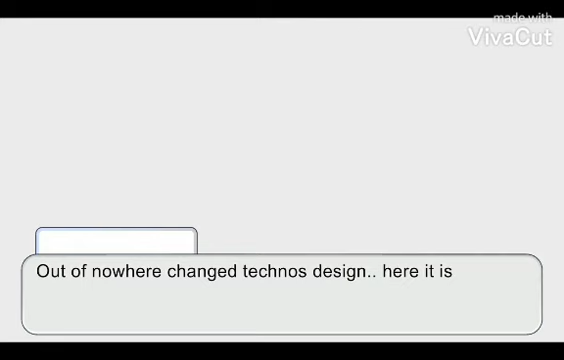 made with
VivaCut
Out of nowhere changed technos design.. here it is